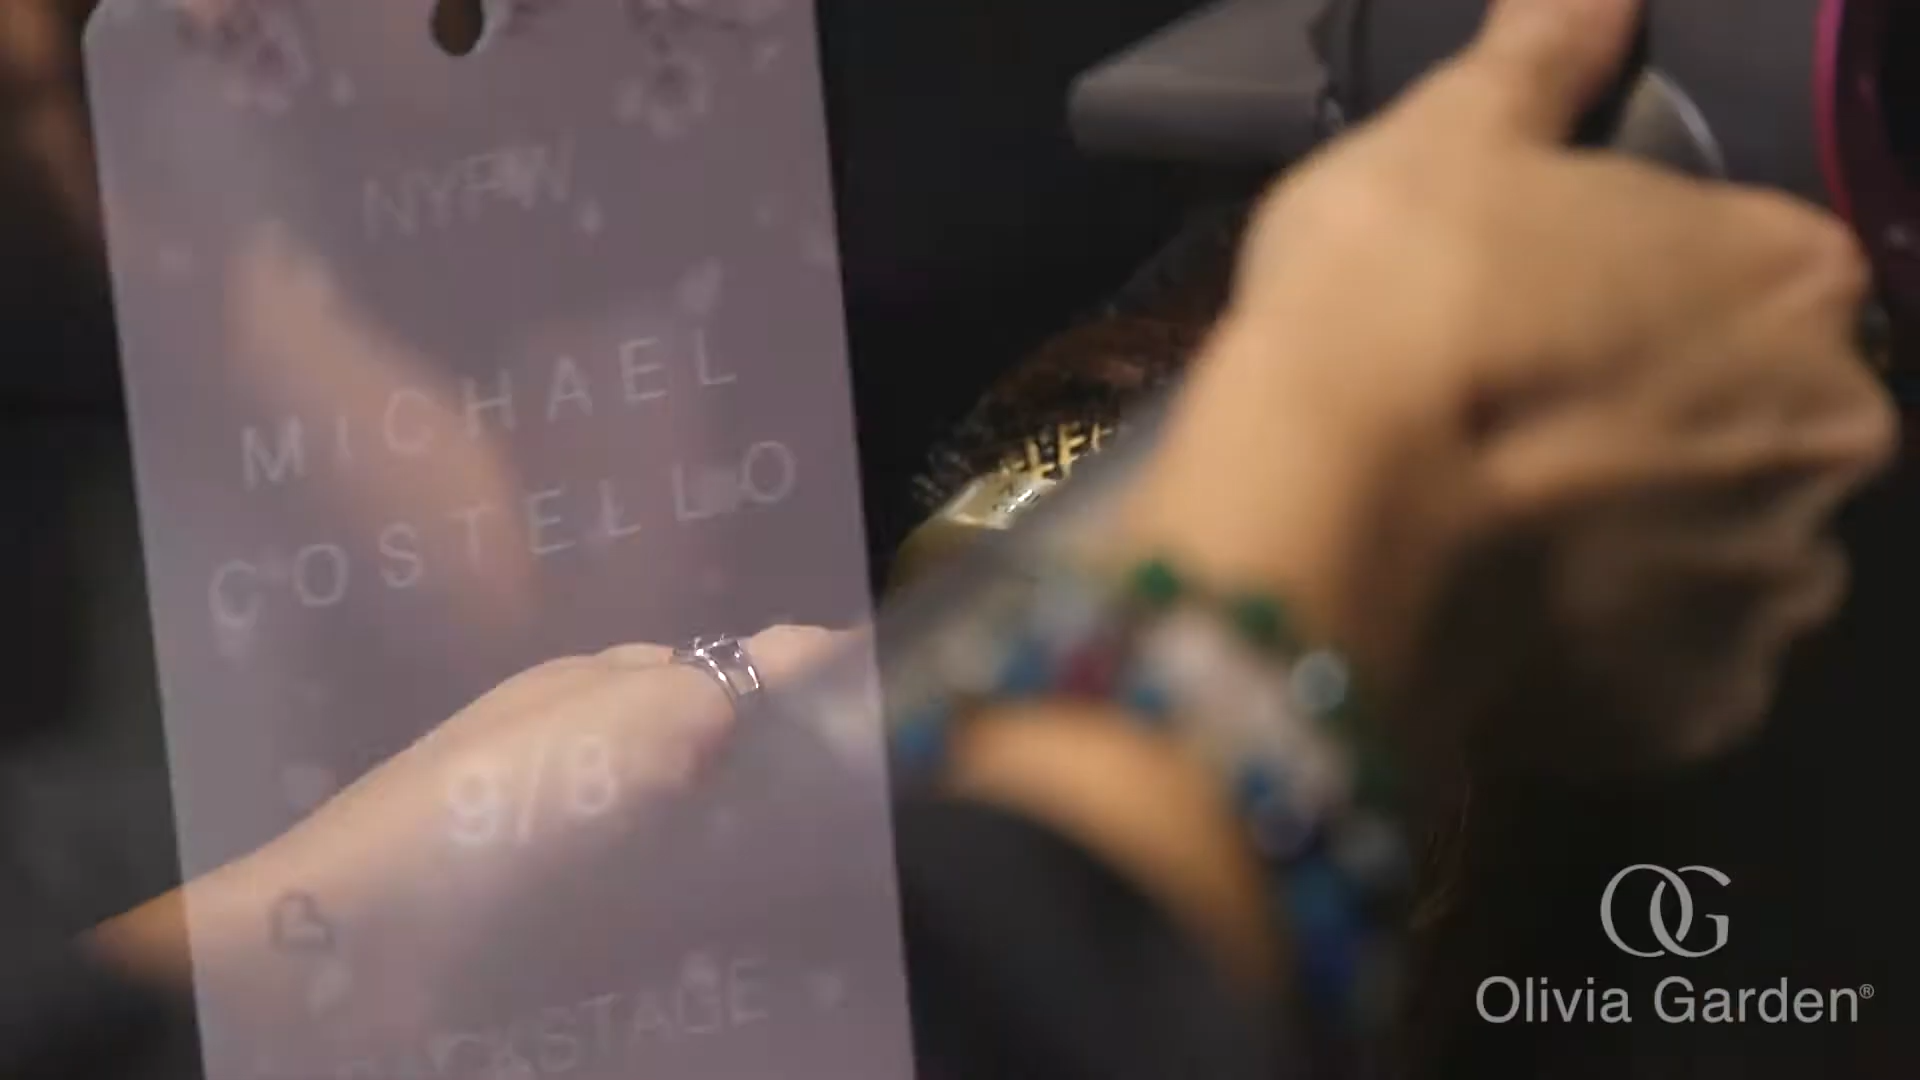 NYFW
MICHAEL
COSTELLO
9/8
BACKSTAGE
OG
Olivia Garden®